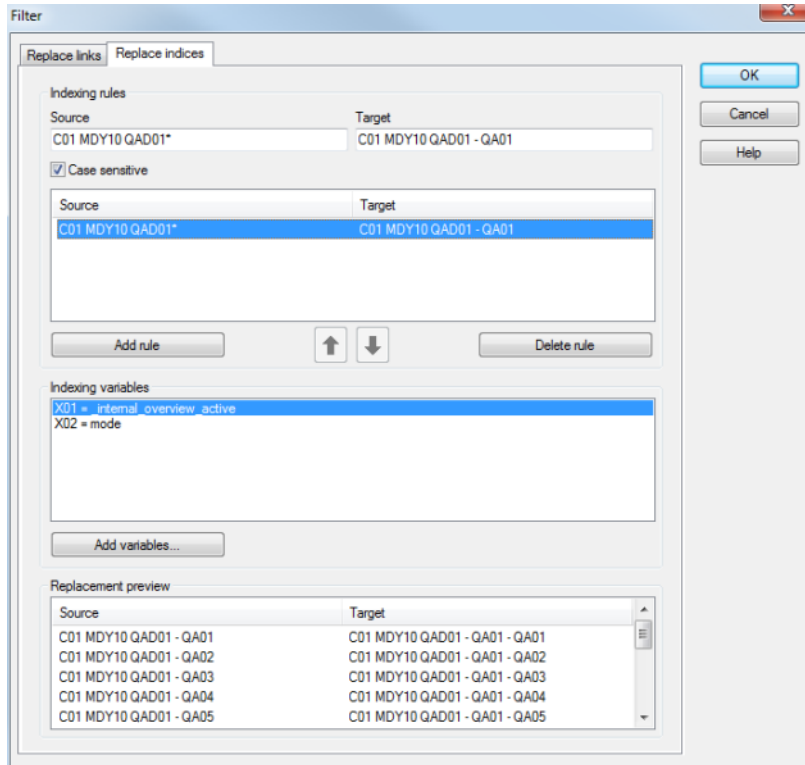 Filter
Replace links Replace indices
OK
Cancel
Help
Indexing rules
Source Target
C01 MDY10 QAD01* C01 MDY10 QAD01 - QA01
Case sensitive
Source Target
C01 MDY10 QAD01* C01 MDY10 QAD01 - QA01
Add rule Delete rule
Indexing variables
X01 = _internal_overview_active
X02 = mode
Add variables...
Replacement preview
Source Target
C01 MDY10 QAD01 - QA01 C01 MDY10 QAD01 - QA01 - QA01
C01 MDY10 QAD01 - QA02 C01 MDY10 QAD01 - QA01 - QA02
C01 MDY10 QAD01 - QA03 C01 MDY10 QAD01 - QA01 - QA03
C01 MDY10 QAD01 - QA04 C01 MDY10 QAD01 - QA01 - QA04
C01 MDY10 QAD01 - QA05 C01 MDY10 QAD01 - QA01 - QA05